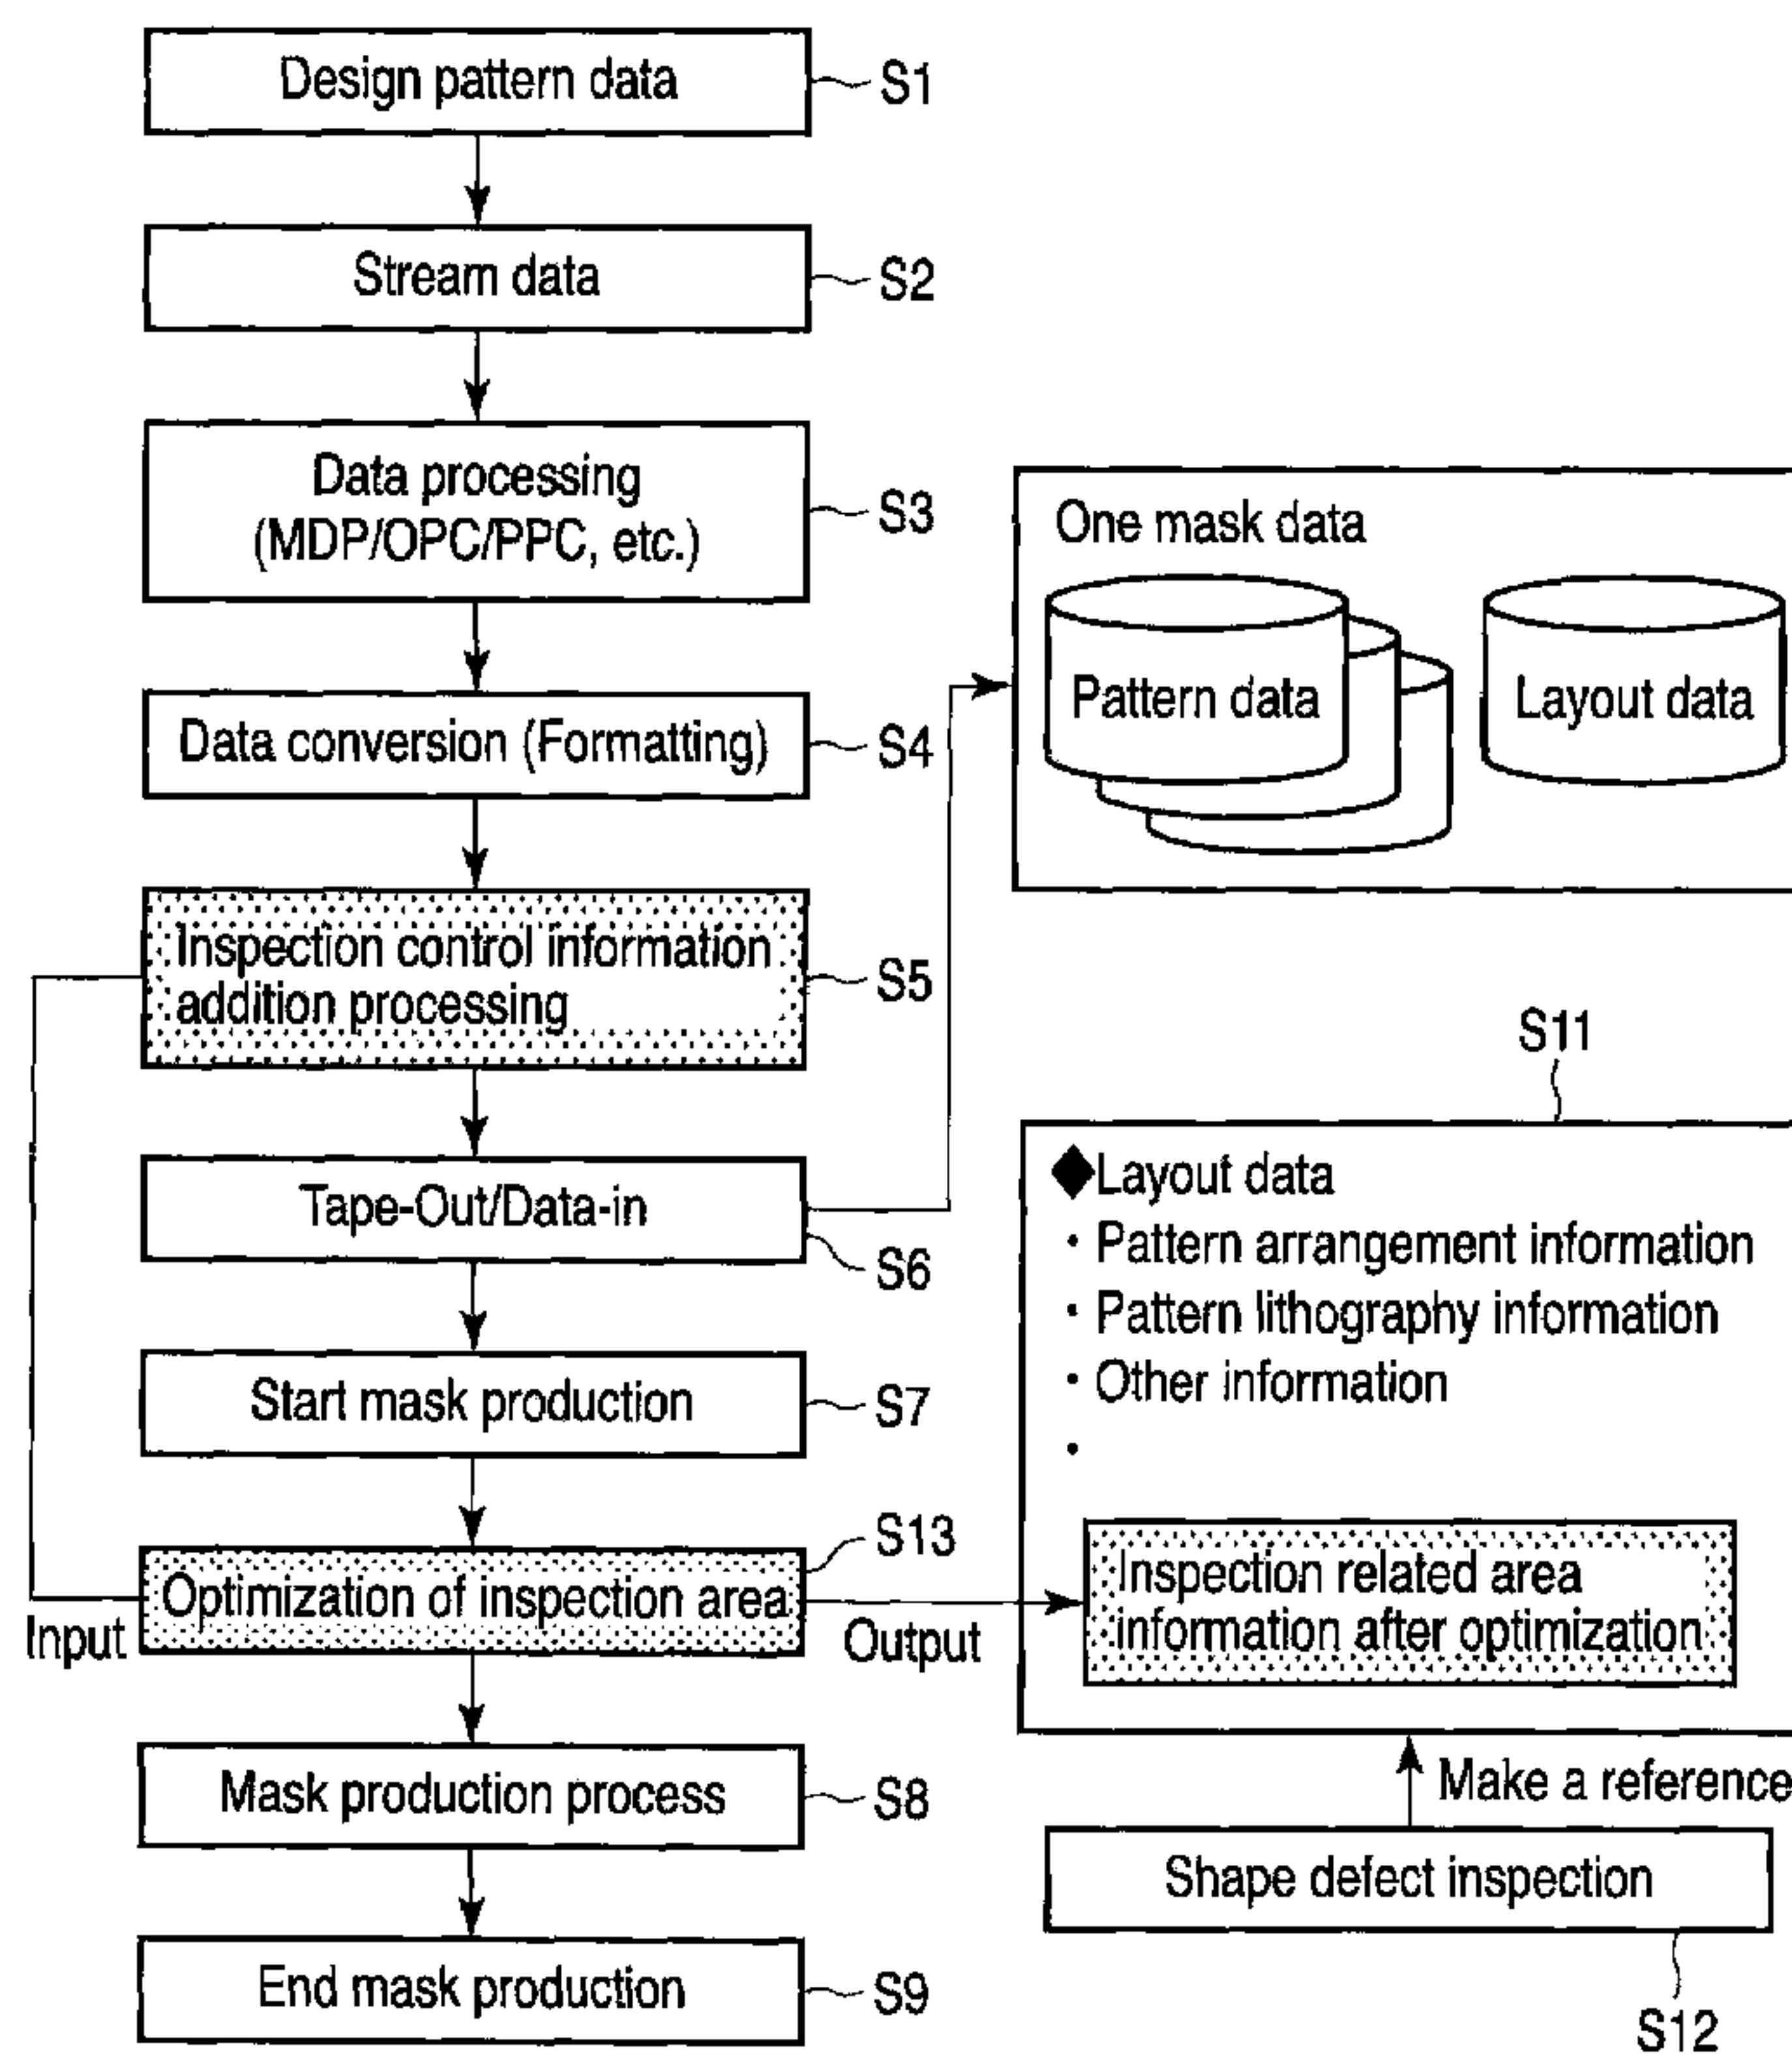 Design pattern data
S1
Stream data
S2
Data processing
(MDP/OPC/PPC, etc.)
S3
Data conversion (Formatting)
S4
Inspection control information
addition processing
S5
Tape-Out/Data-in
S6
Start mask production
S7
Optimization of inspection area
S13
Input
Output
Mask production process
S8
End mask production
S9
One mask data
Pattern data
Layout data
S11
◆Layout data
・Pattern arrangement information
・Pattern lithography information
・Other information
・
Inspection related area
information after optimization
Make a reference
Shape defect inspection
S12